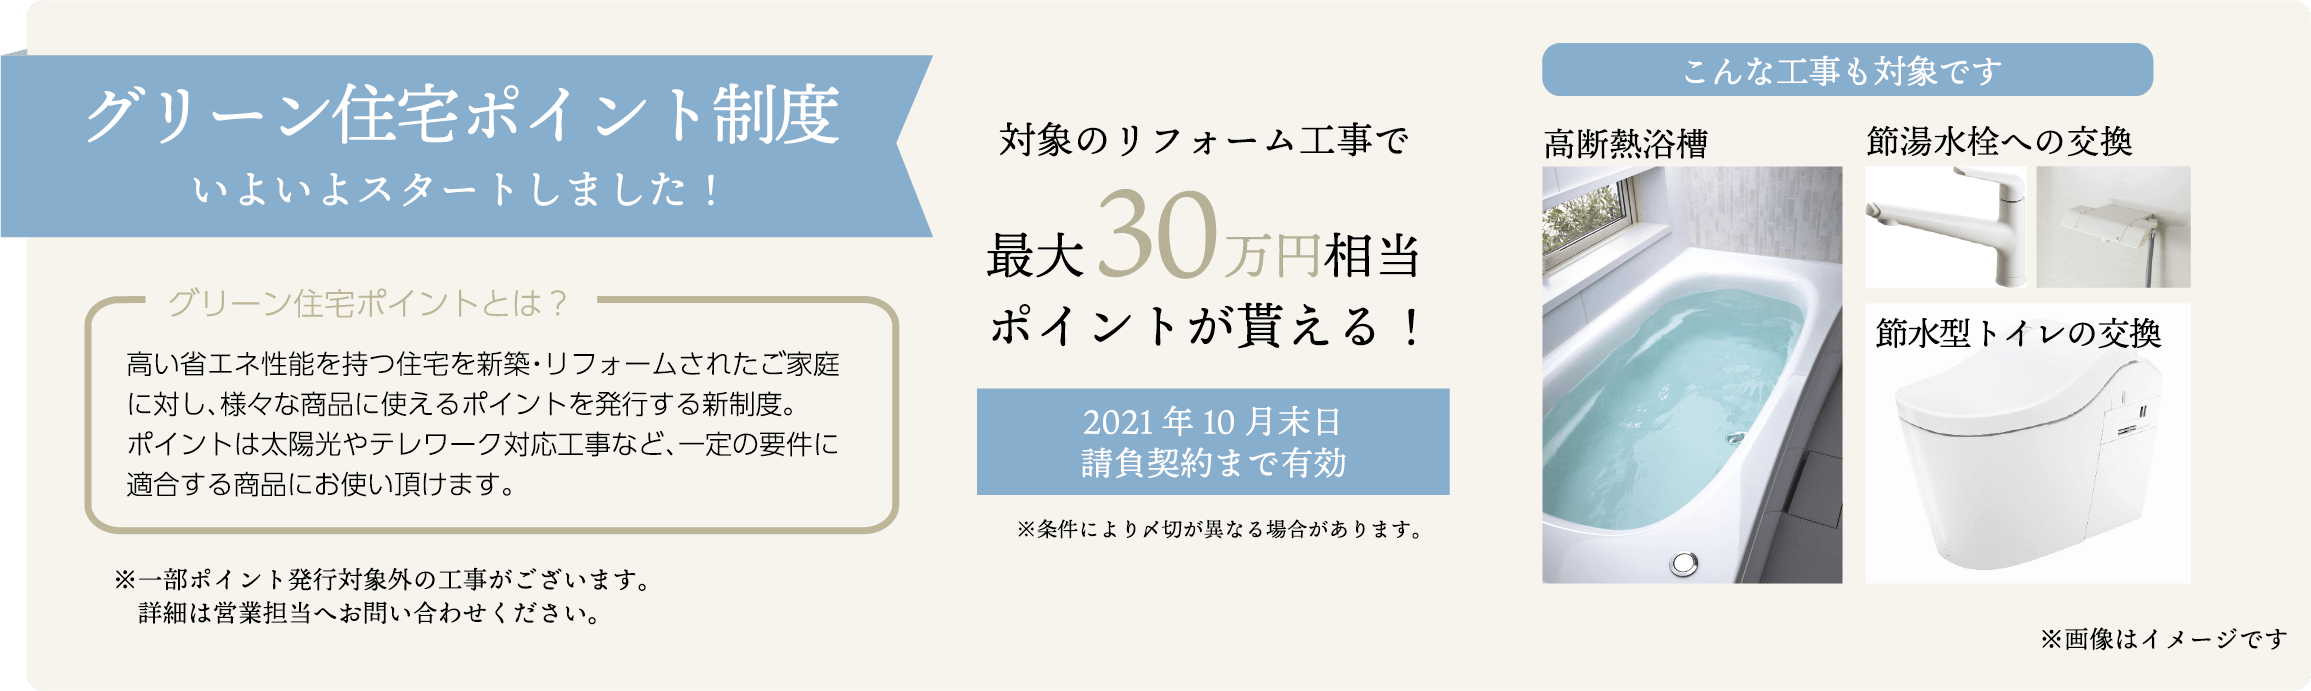 グリーン住宅ポイント制度
いよいよスタートしました！
グリーン住宅ポイントとは？
高い省エネ性能を持つ住宅を新築・リフォームされたご家庭
に対し、様々な商品に使えるポイントを発行する新制度。
ポイントは太陽光やテレワーク対応工事など、一定の要件に
適合する商品にお使い頂けます。
※一部ポイント発行対象外の工事がございます。
詳細は営業担当へお問い合わせください。
対象のリフォーム工事で
最大30万円相当
ポイントが貰える！
2021年10月末日
請負契約まで有効
※条件により〆切が異なる場合があります。
こんな工事も対象です
高断熱浴槽
節湯水栓への交換
節水型トイレの交換
※画像はイメージです